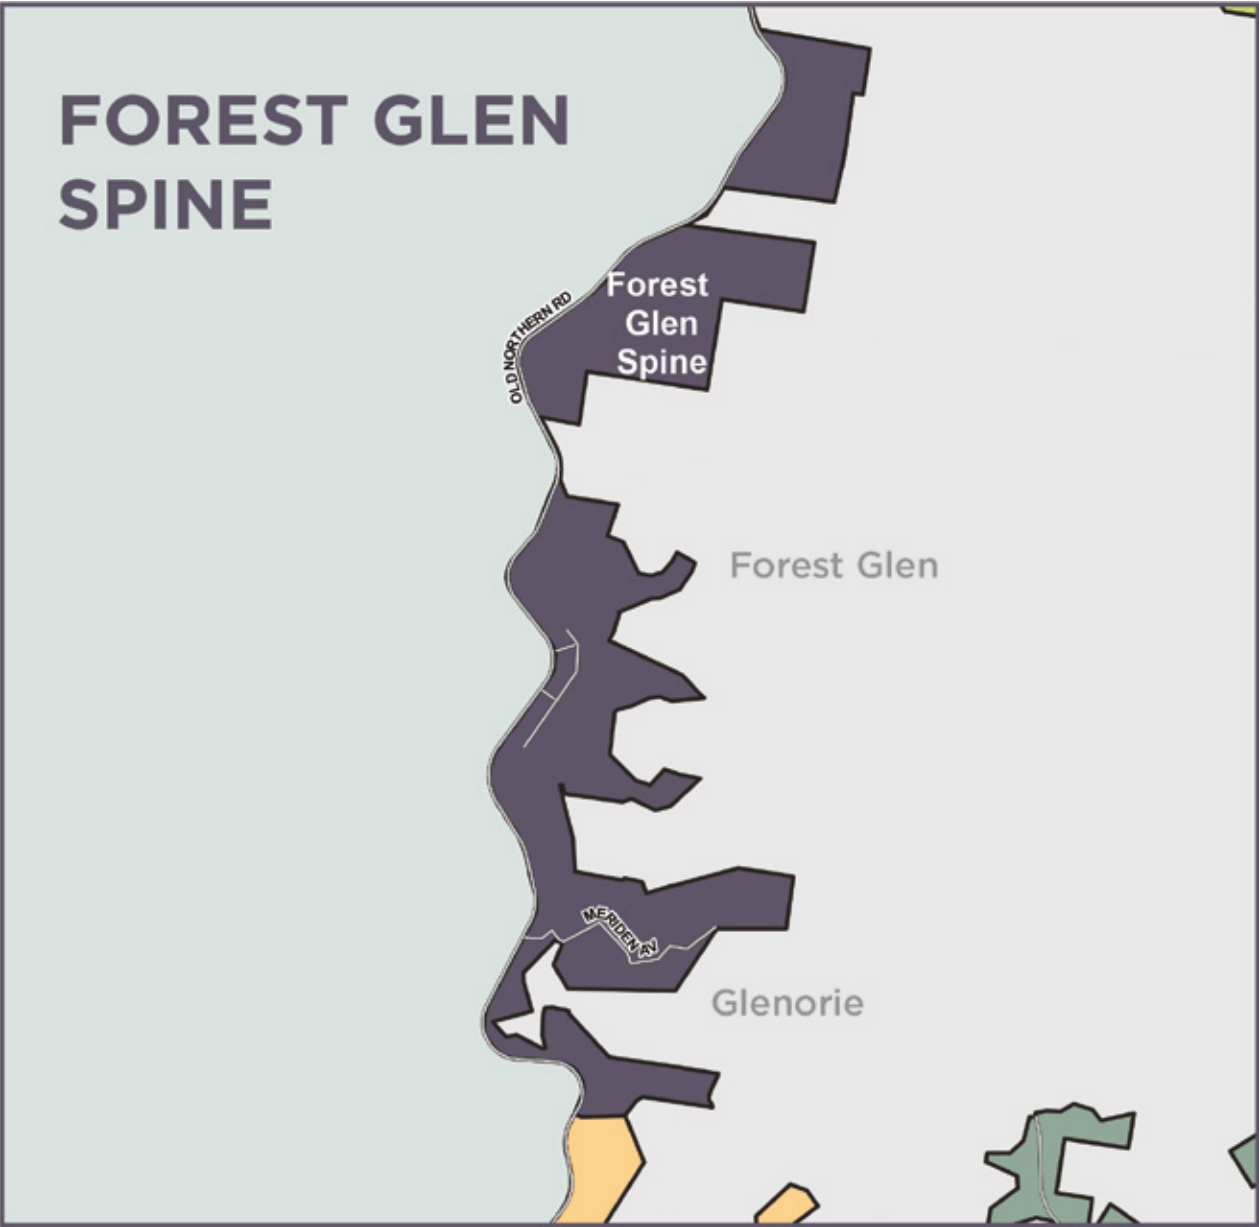 FOREST GLEN
SPINE
Forest
Glen
Spine
OLD NORTHERN RD
Forest Glen
MERIDEN AV
Glenorie